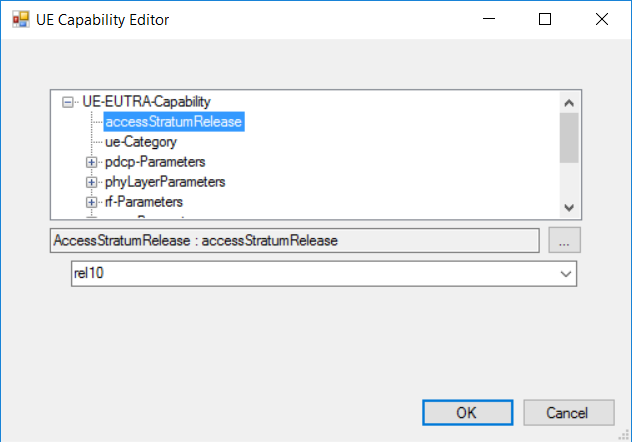 UE Capability Editor
UE-EUTRA-Capability
accessStratumRelease
ue-Category
pdcp-Parameters
phyLayerParameters
rf-Parameters
AccessStratumRelease : accessStratumRelease
...
rel10
OK
Cancel